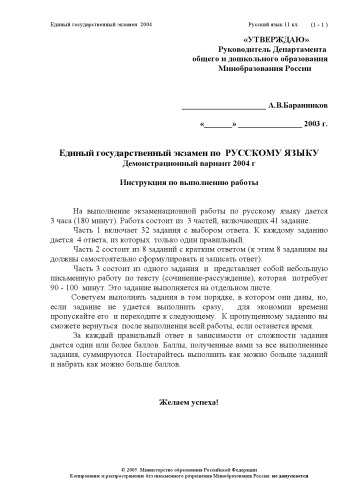 Единый государственный экзамен 2004 Русский язык 11 кл. (1 - 1 )
«УТВЕРЖДАЮ»
Руководитель Департамента
общего и дошкольного образования
Минобразования России
____________________ А.В.Баранников
«______» _______________ 2003 г.
Единый государственный экзамен по РУССКОМУ ЯЗЫКУ
Демонстрационный вариант 2004 г
Инструкция по выполнению работы
На выполнение экзаменационной работы по русскому языку дается
3 часа (180 минут). Работа состоит из 3 частей, включающих 41 задание.
Часть 1 включает 32 задания с выбором ответа. К каждому заданию
дается 4 ответа, из которых только один правильный.
Часть 2 состоит из 8 заданий с кратким ответом (к этим 8 заданиям вы
должны самостоятельно сформулировать и записать ответ).
Часть 3 состоит из одного задания и представляет собой небольшую
письменную работу по тексту (сочинение-рассуждение), которая потребует
90 - 100 минут. Это задание выполняется на отдельном листе.
Советуем выполнять задания в том порядке, в котором они даны, но,
если задание не удается выполнить сразу, для экономии времени
пропускайте его и переходите к следующему. К пропущенному заданию вы
сможете вернуться после выполнения всей работы, если останется время.
За каждый правильный ответ в зависимости от сложности задания
дается один или более баллов. Баллы, полученные вами за все выполненные
задания, суммируются. Постарайтесь выполнить как можно больше заданий
и набрать как можно больше баллов.
Желаем успеха!
© 2005 Министерство образования Российской Федерации
Копирование и распространение без письменного разрешения Минобразования России не допускается